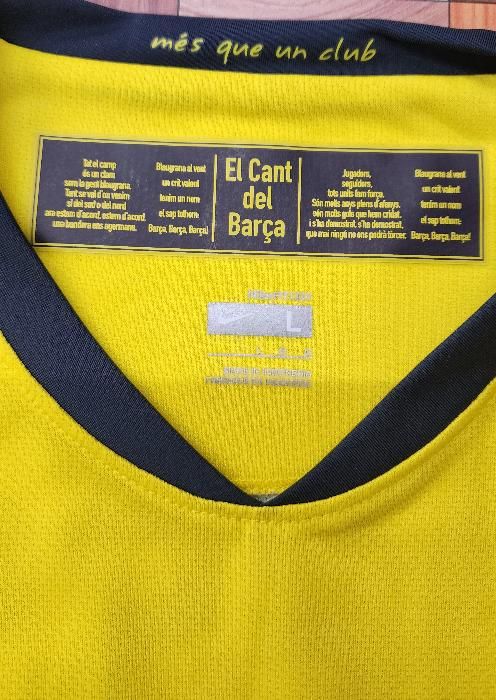 més que un club
Tot el camp
és un clam
som la gent blaugrana.
Tant se val d'on venim
si del sud o del nord
ara estem d'acord, estem d'acord,
una bandera ens agermana.
Blaugrana al vent
un crit valent
tenim un nom
el sap tothom:
Barça, Barça, Barça!
El Cant
del
Barça
Jugadors,
seguidors,
tots units fem força.
Són molts anys plens d'afanys,
són molts gols que hem cridat.
i s'ha demostrat, s'ha demostrat,
que mai ningú no ens podrà tòrcer.
Blaugrana al vent
un crit valent
tenim un nom
el sap tothom:
Barça, Barça, Barça!
L